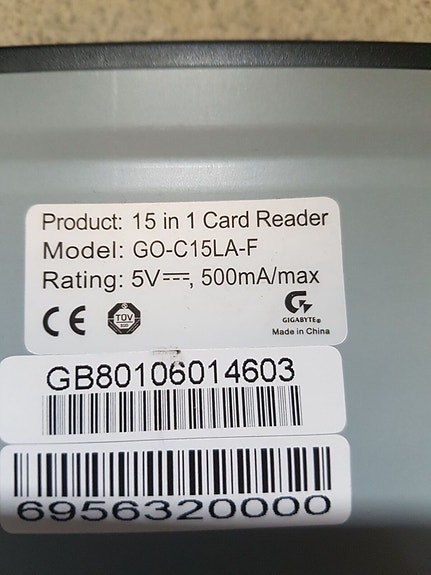 Product: 15 in 1 Card Reader
Model: GO-C15LA-F
Rating: 5V⎓, 500mA/max
CE TÜV SÜD GIGABYTE®
Made in China
GB80106014603
6956320000